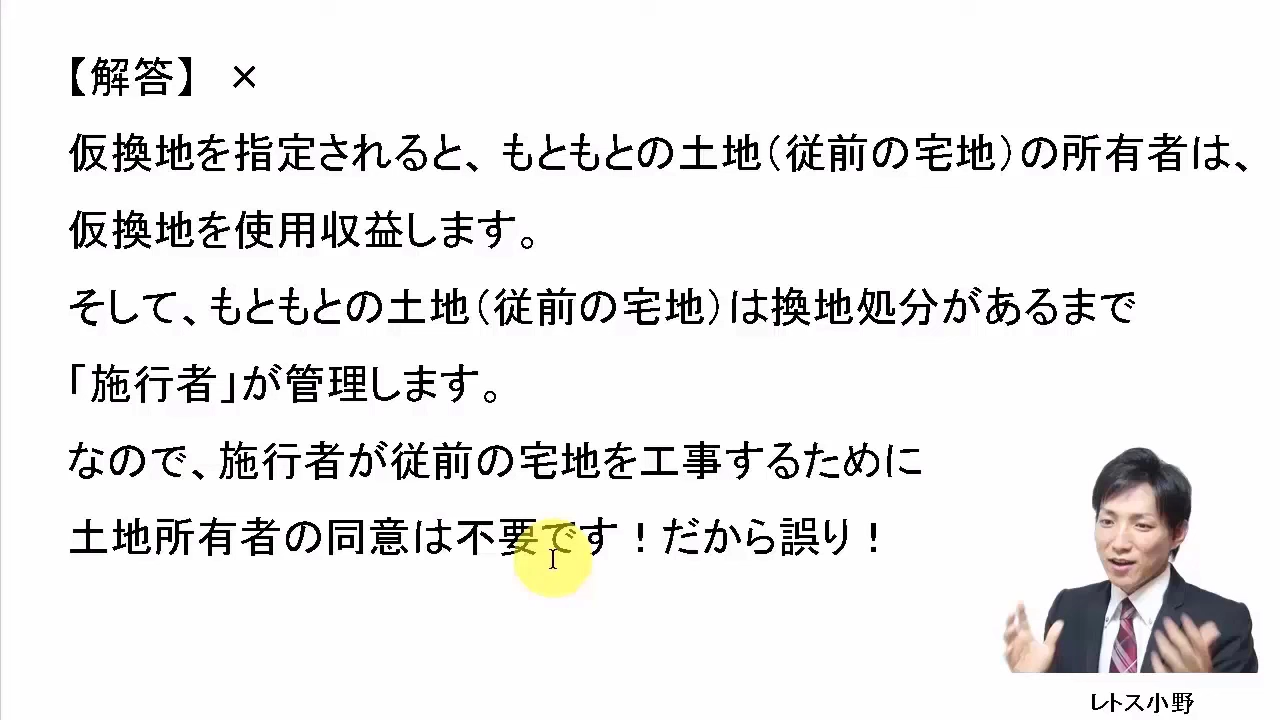 【解答】 ×
仮換地を指定されると、もともとの土地（従前の宅地）の所有者は、
仮換地を使用収益します。
そして、もともとの土地（従前の宅地）は換地処分があるまで
「施行者」が管理します。
なので、施行者が従前の宅地を工事するために
土地所有者の同意は不要です！だから誤り！
レトス小野